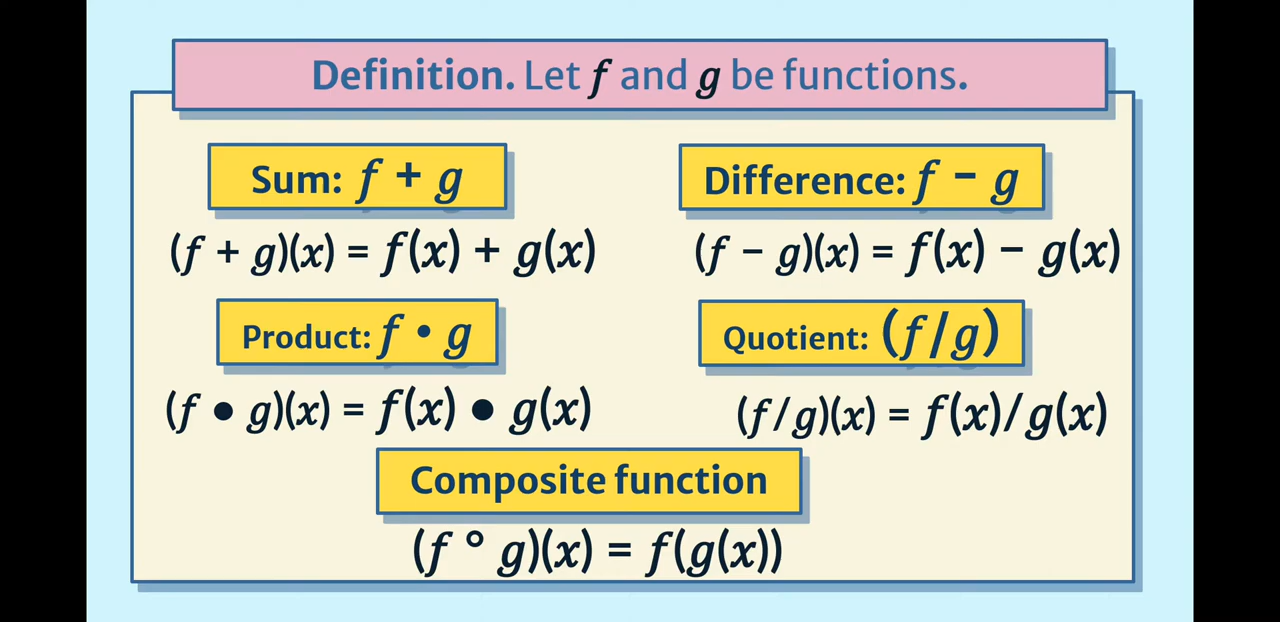 Definition. Let f and g be functions.
Sum: f + g
(f + g)(x) = f(x) + g(x)
Difference: f − g
(f − g)(x) = f(x) − g(x)
Product: f • g
(f • g)(x) = f(x) • g(x)
Quotient: (f/g)
(f/g)(x) = f(x)/g(x)
Composite function
(f ° g)(x) = f(g(x))